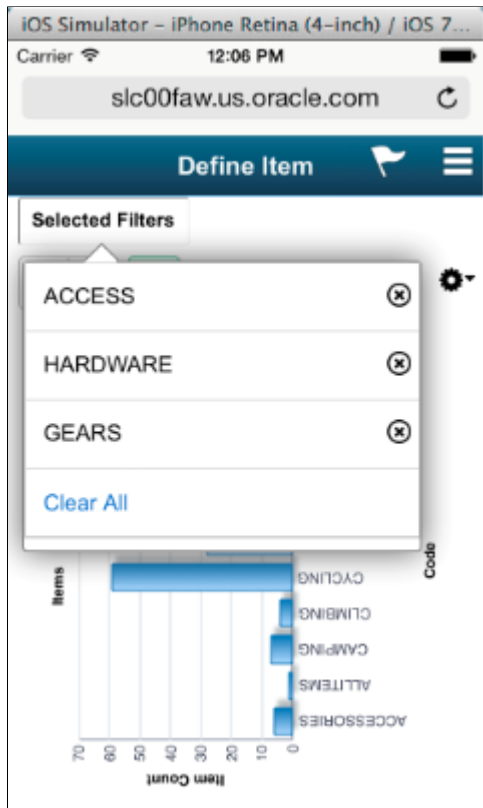 iOS Simulator – iPhone Retina (4-inch) / iOS 7...
Carrier 12:06 PM
slc00faw.us.oracle.com
Define Item
Selected Filters
ACCESS
HARDWARE
GEARS
Clear All
Items
Code
CYCLING
CLIMBING
CAMPING
ALLITEMS
ACCESSORIES
70 60 50 40 30 20 10 0
Item Count